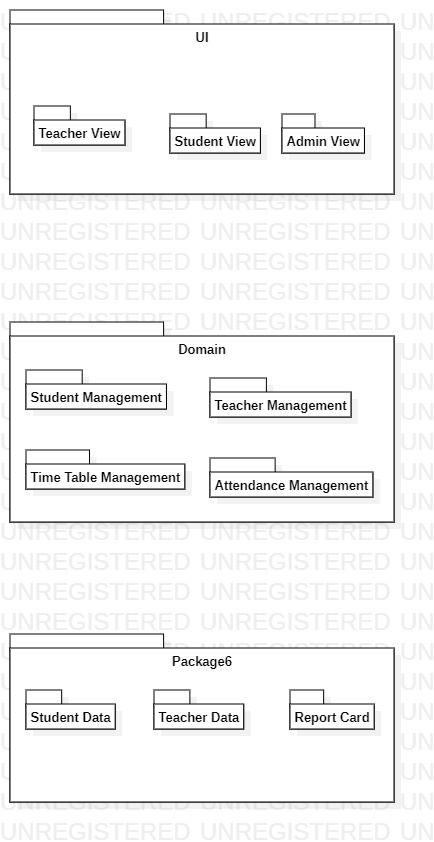 UI
Teacher View
Student View
Admin View
Domain
Student Management
Teacher Management
Time Table Management
Attendance Management
Package6
Student Data
Teacher Data
Report Card
UNREGISTERED UNREGISTERED UN